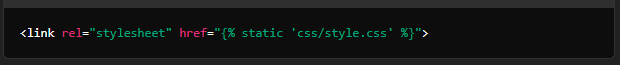 <link rel="stylesheet" href="{% static 'css/style.css' %}">